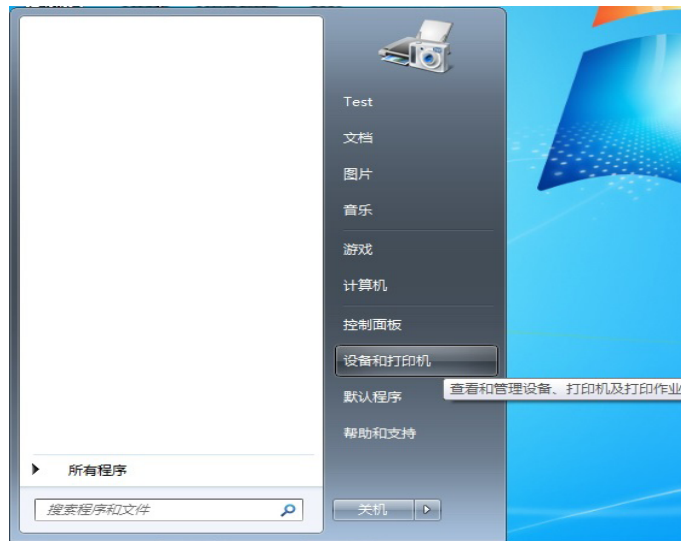 Test
文档
图片
音乐
游戏
计算机
控制面板
设备和打印机
查看和管理设备、打印机及打印作业
默认程序
帮助和支持
所有程序
搜索程序和文件
关机